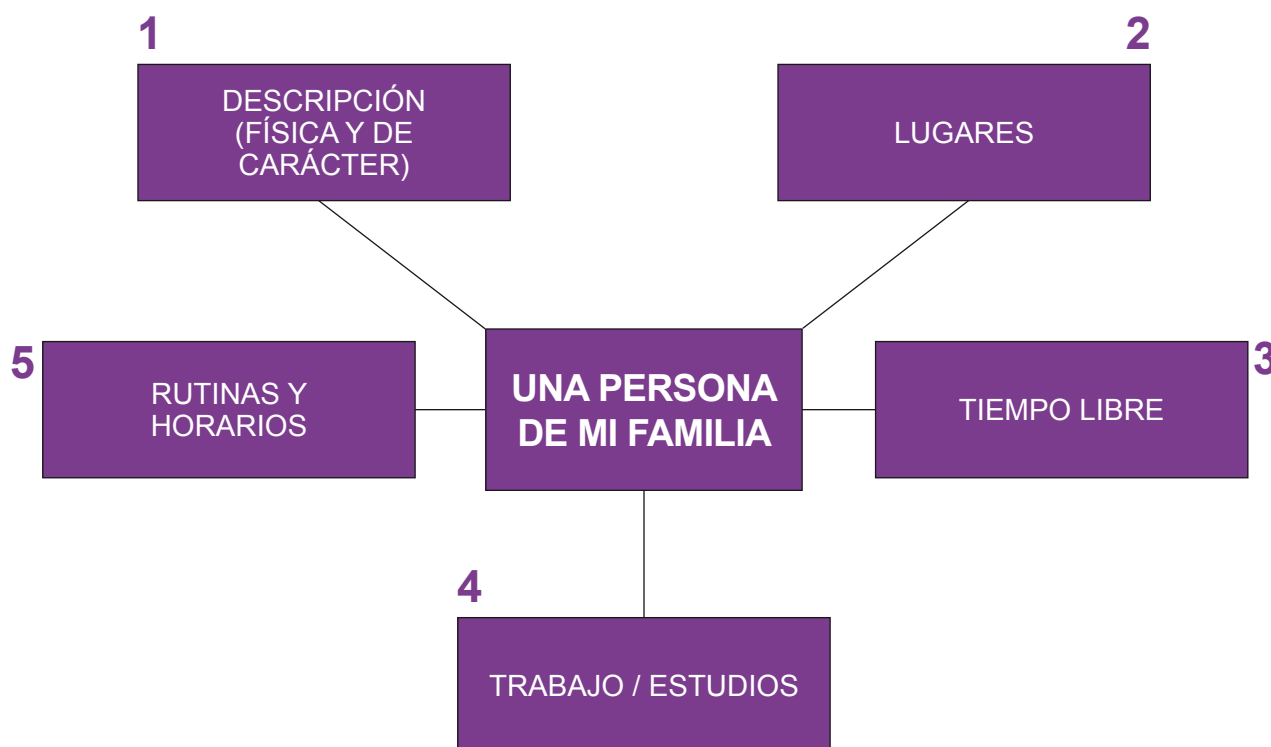 1
DESCRIPCIÓN
(FÍSICA Y DE
CARÁCTER)
2
LUGARES
5
RUTINAS Y
HORARIOS
UNA PERSONA
DE MI FAMILIA
3
TIEMPO LIBRE
4
TRABAJO / ESTUDIOS